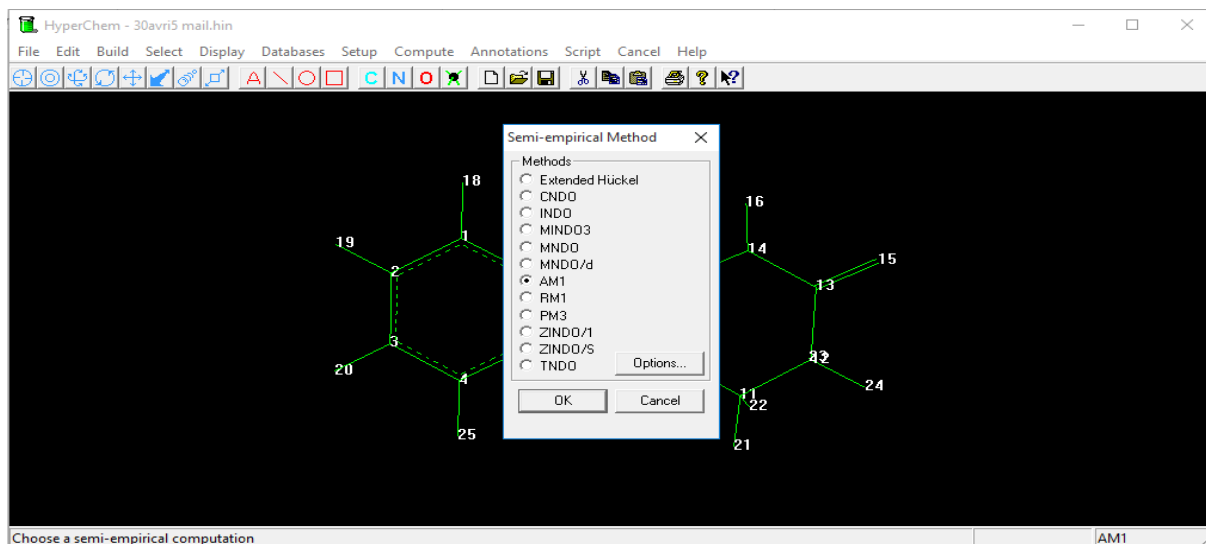 HyperChem - 30avri5 mail.hin
File Edit Build Select Display Databases Setup Compute Annotations Script Cancel Help
A C N O
Semi-empirical Method
Methods
Extended Hückel
CNDO
INDO
MINDO3
MNDO
MNDO/d
AM1
RM1
PM3
ZINDO/1
ZINDO/S
TNDO
Options...
OK Cancel
18
16
19 1 14
15
2 13
3
20 4 12
24
11
22
25
21
Choose a semi-empirical computation AM1